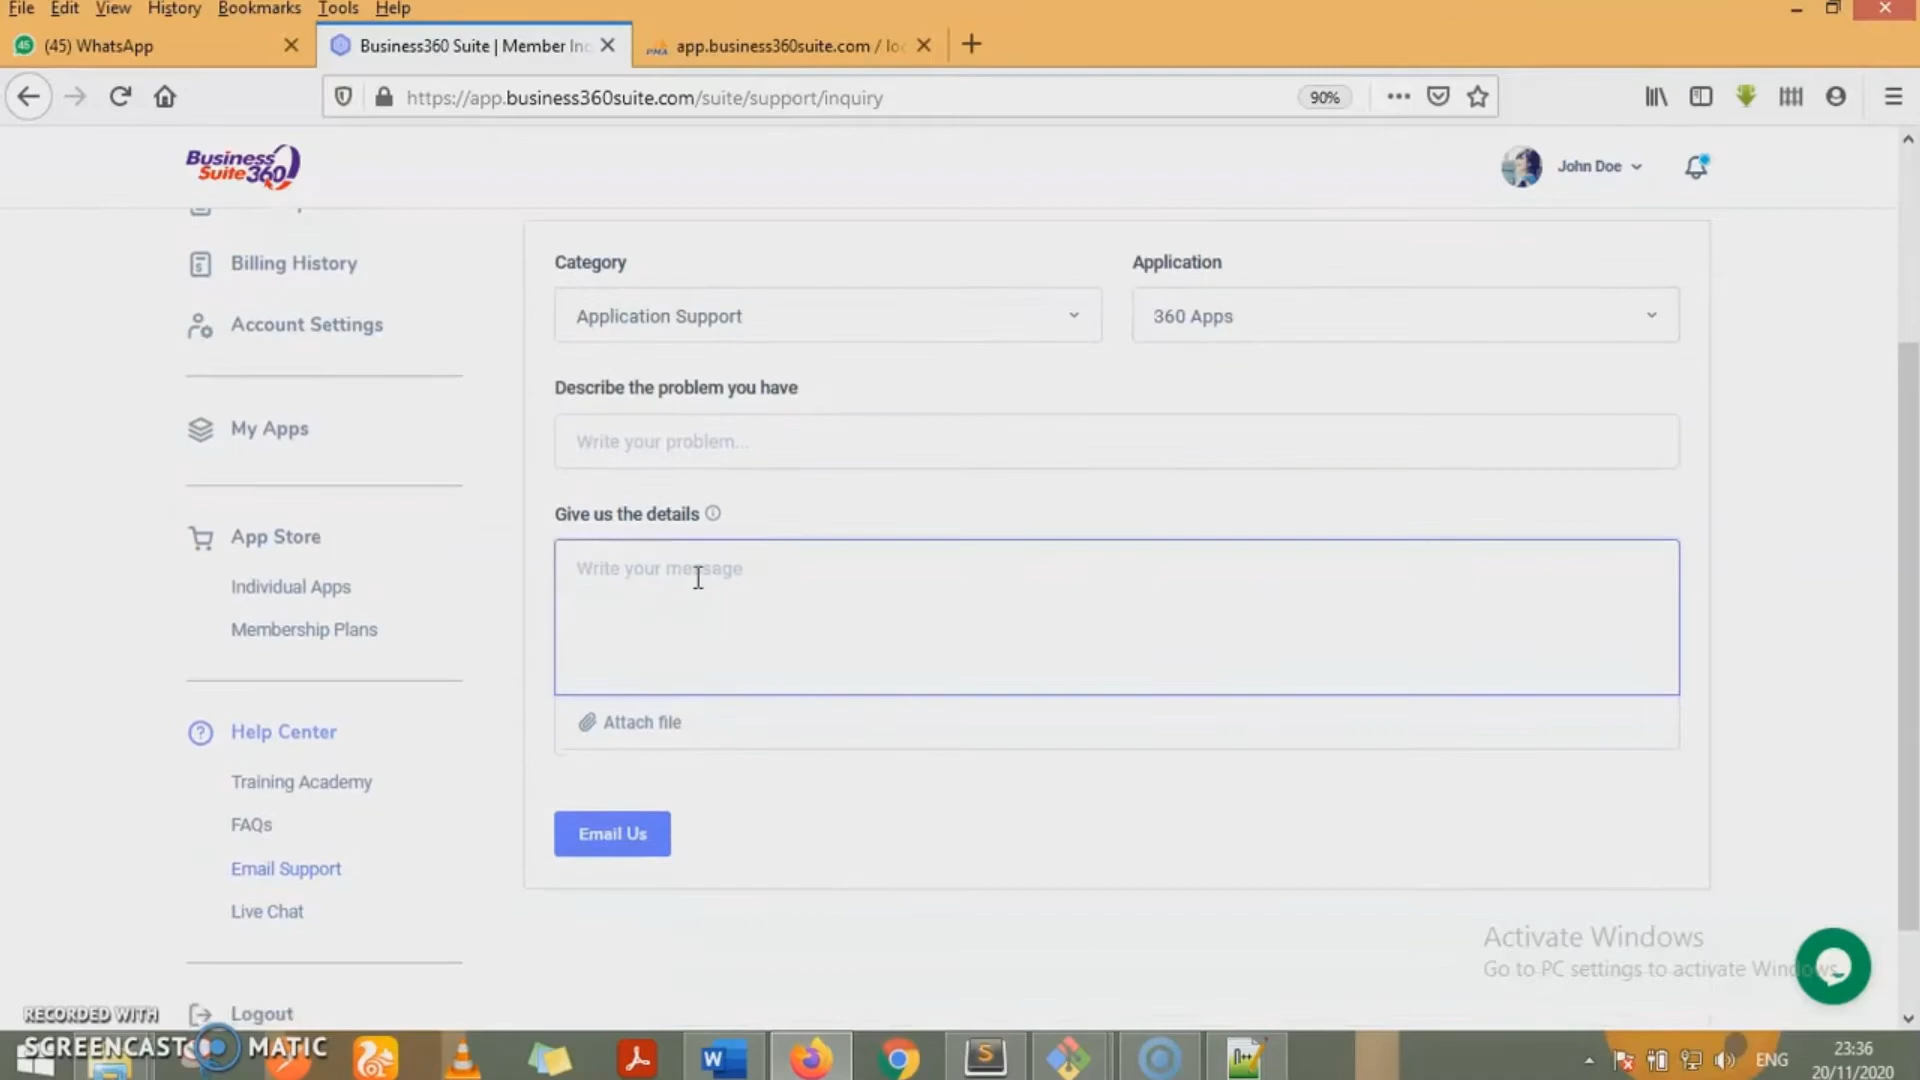 File Edit View History Bookmarks Tools Help
45 (45) WhatsApp
Business360 Suite | Member Inc
PMA app.business360suite.com / loc
https://app.business360suite.com/suite/support/inquiry
90%
Business
Suite360
John Doe
Billing History
Account Settings
My Apps
App Store
Individual Apps
Membership Plans
Help Center
Training Academy
FAQs
Email Support
Live Chat
Logout
Category
Application Support
Application
360 Apps
Describe the problem you have
Write your problem...
Give us the details
Write your message
Attach file
Email Us
Activate Windows
Go to PC settings to activate Windows.
RECORDED WITH
SCREENCAST MATIC
ENG
23:36
20/11/2020